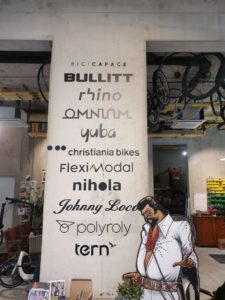 BICICAPACE
BULLITT
rhino
OMNIUM
yuba
christiania bikes
FlexiModal
nihola
Johnny Loco
polyroly
tern